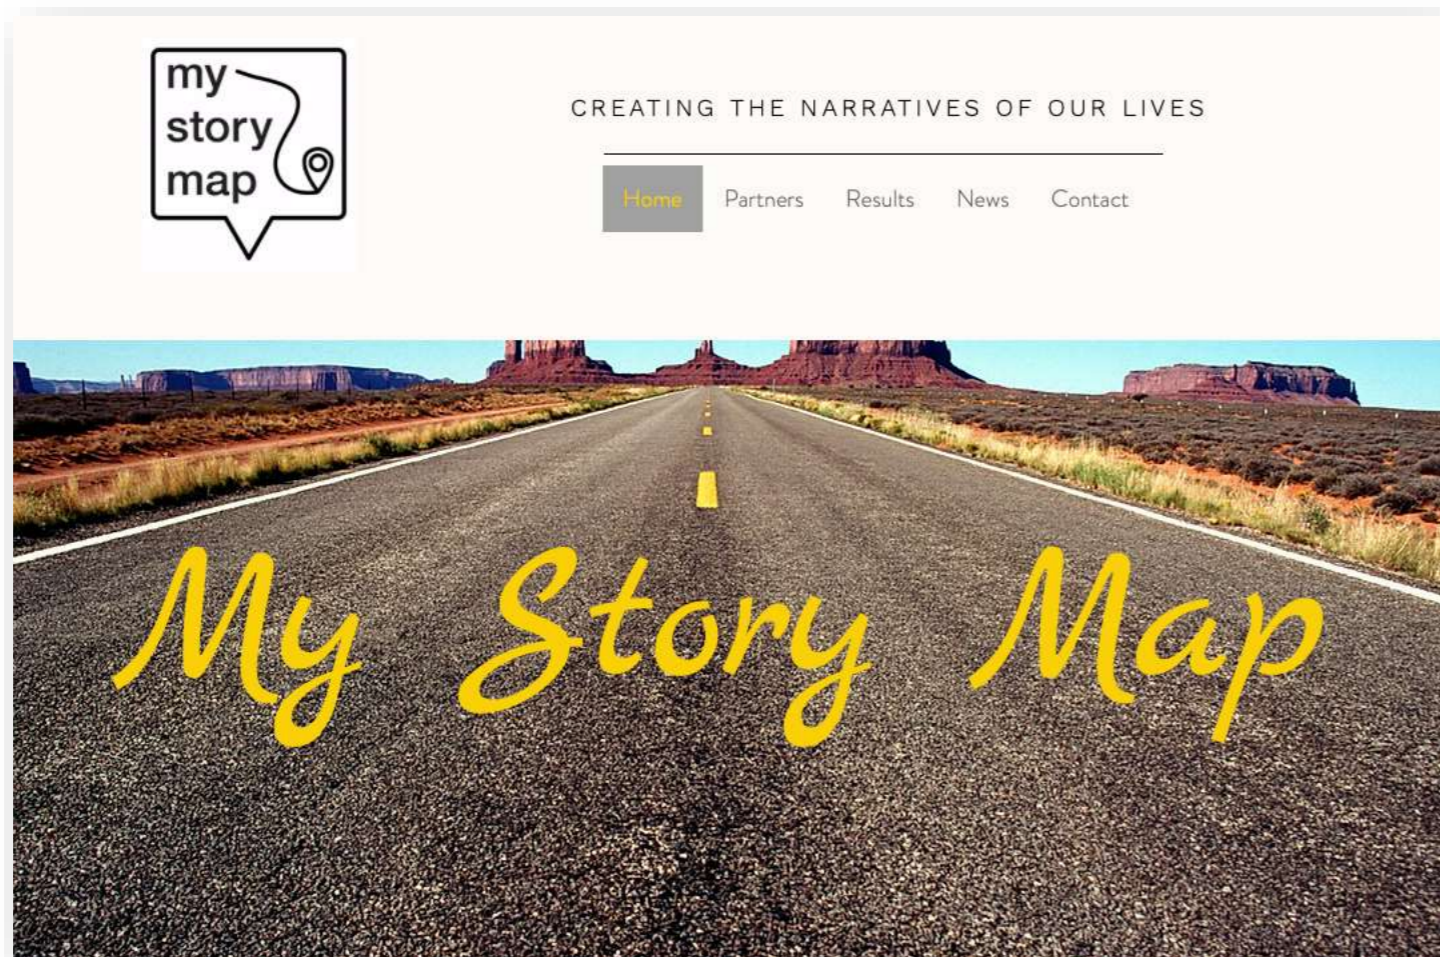 my
story
map
CREATING THE NARRATIVES OF OUR LIVES
Home Partners Results News Contact
My Story Map